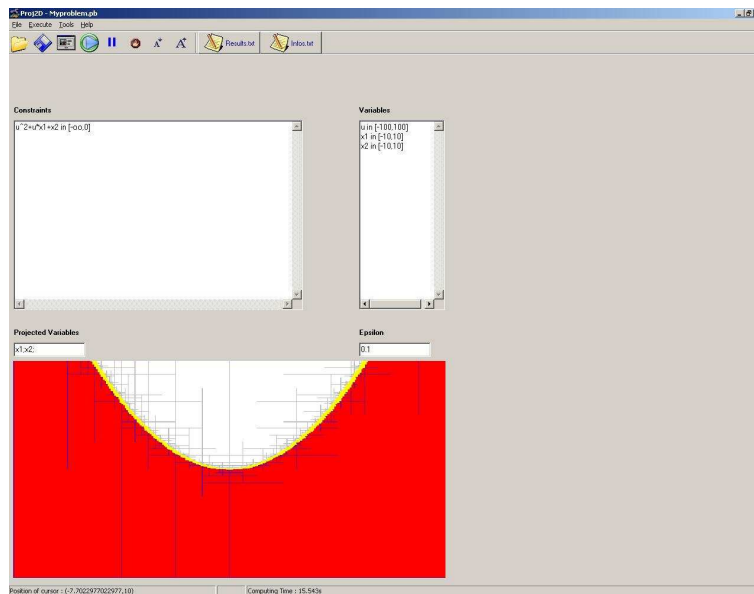 Proj2D - Myproblem.pb
File Execute Tools Help
Results.txt Infos.txt
Constraints
u^2+u*x1+x2 in [-oo,0]
Variables
u in [-100,100]
x1 in [-10,10]
x2 in [-10,10]
Projected Variables
x1;x2;
Epsilon
0.1
Position of cursor : (-7.7022977022977,10)
Computing Time : 15.543s